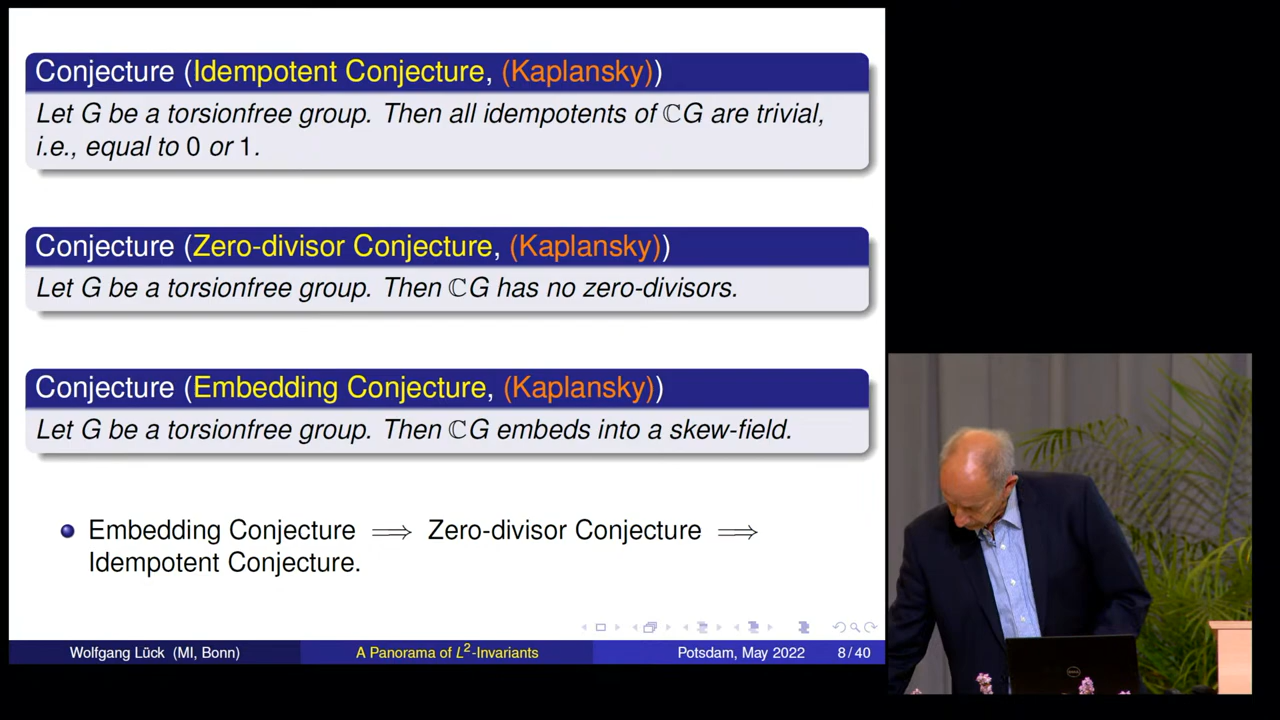 Conjecture (Idempotent Conjecture, (Kaplansky))
Let G be a torsionfree group. Then all idempotents of ℂG are trivial,
i.e., equal to 0 or 1.
Conjecture (Zero-divisor Conjecture, (Kaplansky))
Let G be a torsionfree group. Then ℂG has no zero-divisors.
Conjecture (Embedding Conjecture, (Kaplansky))
Let G be a torsionfree group. Then ℂG embeds into a skew-field.
Embedding Conjecture ⟹ Zero-divisor Conjecture ⟹
Idempotent Conjecture.
Wolfgang Lück (MI, Bonn) A Panorama of L²-Invariants Potsdam, May 2022 8 / 40